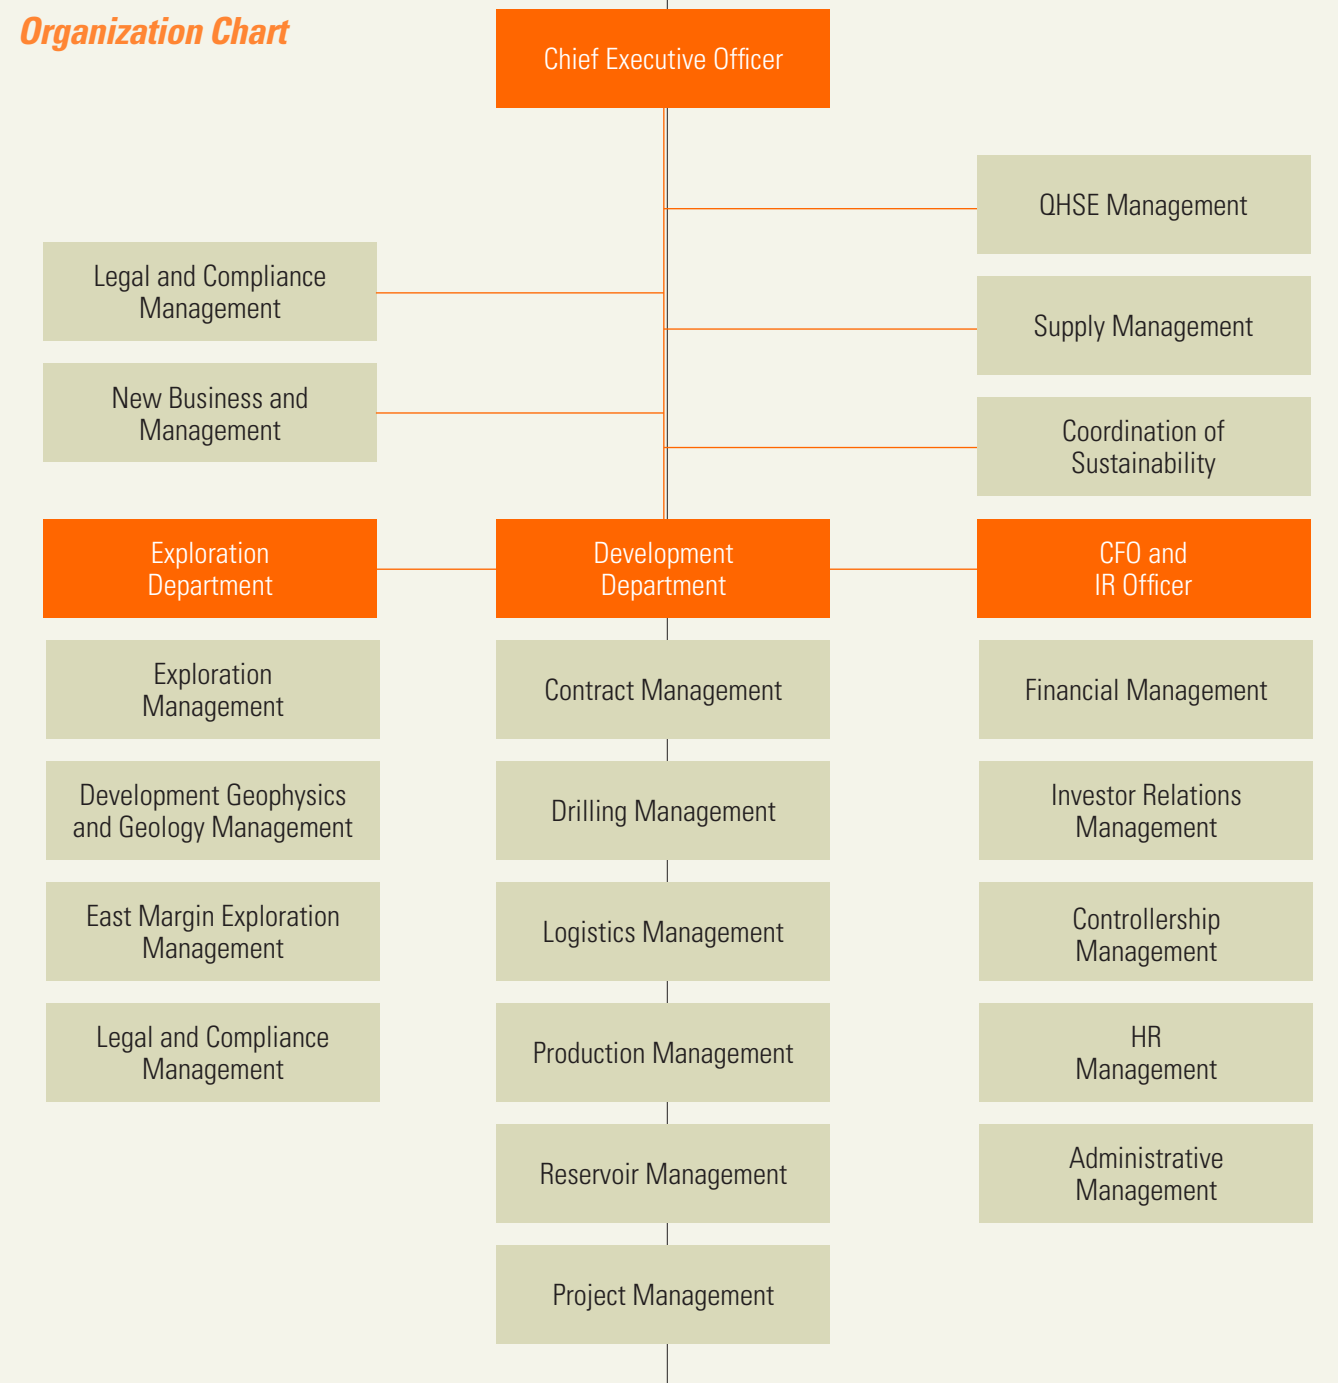 Organization Chart
Chief Executive Officer
QHSE Management
Legal and Compliance
Management
Supply Management
New Business and
Management
Coordination of
Sustainability
Exploration
Department
Development
Department
CFO and
IR Officer
Exploration
Management
Contract Management
Financial Management
Development Geophysics
and Geology Management
Drilling Management
Investor Relations
Management
East Margin Exploration
Management
Logistics Management
Controllership
Management
Legal and Compliance
Management
Production Management
HR
Management
Reservoir Management
Administrative
Management
Project Management